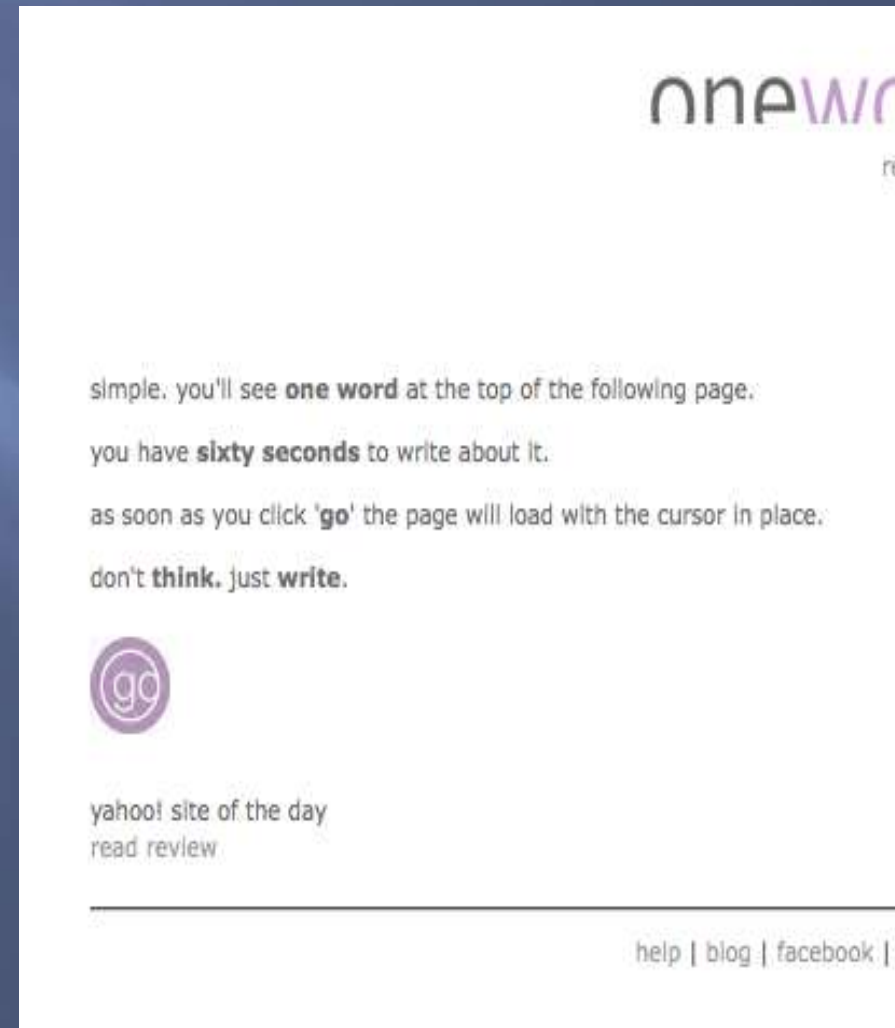 simple. you'll see one word at the top of the following page.
you have sixty seconds to write about it.
as soon as you click 'go' the page will load with the cursor in place.
don't think. just write.
go
yahoo! site of the day
read review
help | blog | facebook |